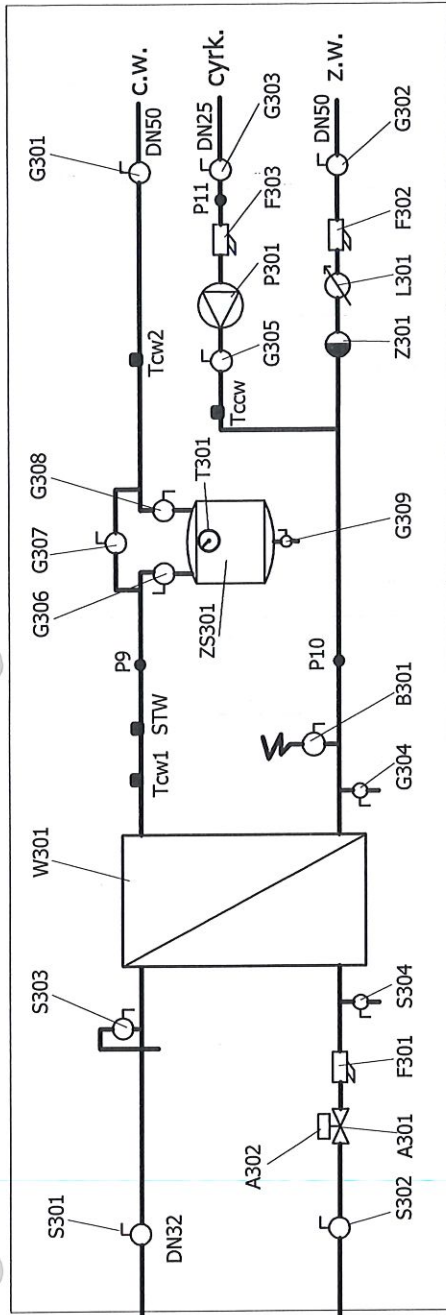 S301
DN32
S303
W301
Tcw1
STW
P9
G306
G307
G308
Tcw2
G301
DN50
c.w.
ZS301
T301
G309
Tccw
G305
P301
F303
P11
DN25
G303
cyrk.
A302
S302
A301
F301
S304
G304
B301
P10
Z301
L301
F302
DN50
G302
z.w.